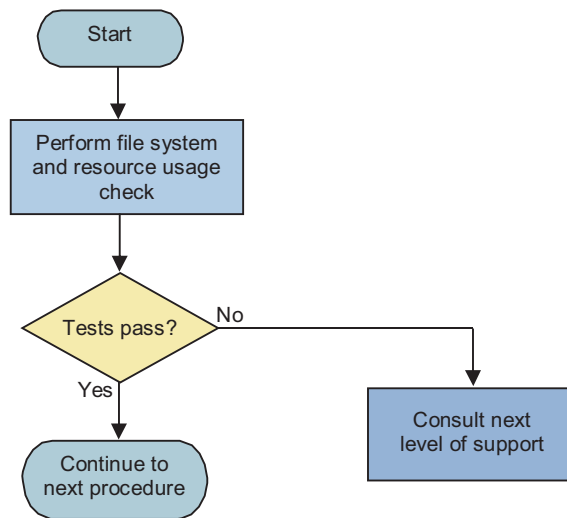 Start
Perform file system
and resource usage
check
Tests pass?
No
Yes
Consult next
level of support
Continue to
next procedure